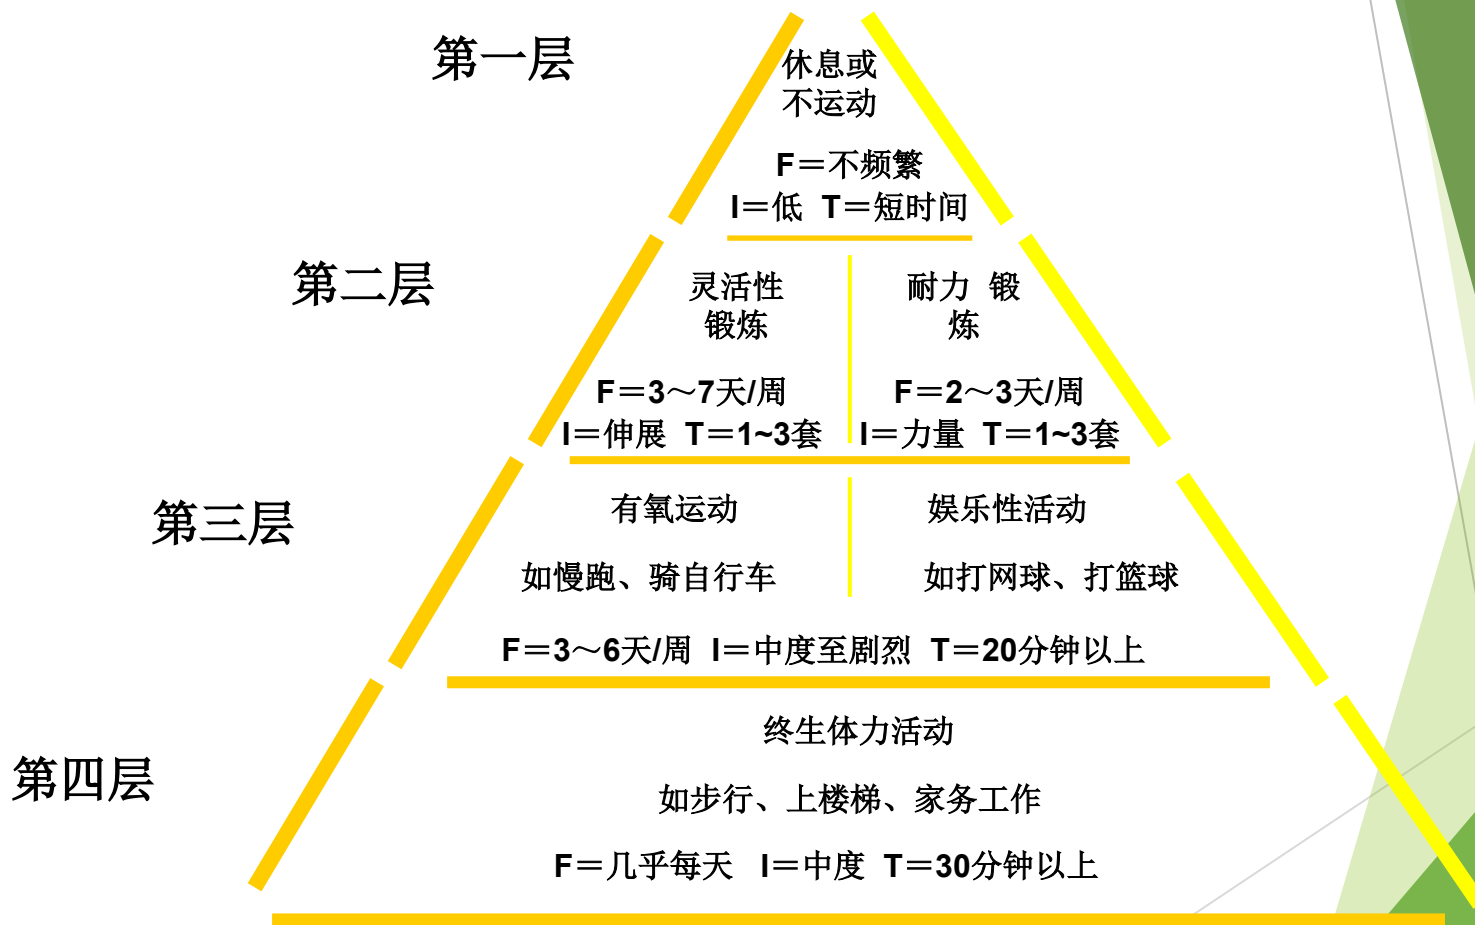 第一层
休息或
不运动
F＝不频繁
I＝低  T＝短时间
第二层
灵活性
锻炼
F＝3～7天/周
I＝伸展  T＝1~3套
耐力  锻
炼
F＝2～3天/周
I＝力量  T＝1~3套
第三层
有氧运动
如慢跑、骑自行车
娱乐性活动
如打网球、打篮球
F＝3～6天/周  I＝中度至剧烈  T＝20分钟以上
第四层
终生体力活动
如步行、上楼梯、家务工作
F＝几乎每天   I＝中度  T＝30分钟以上